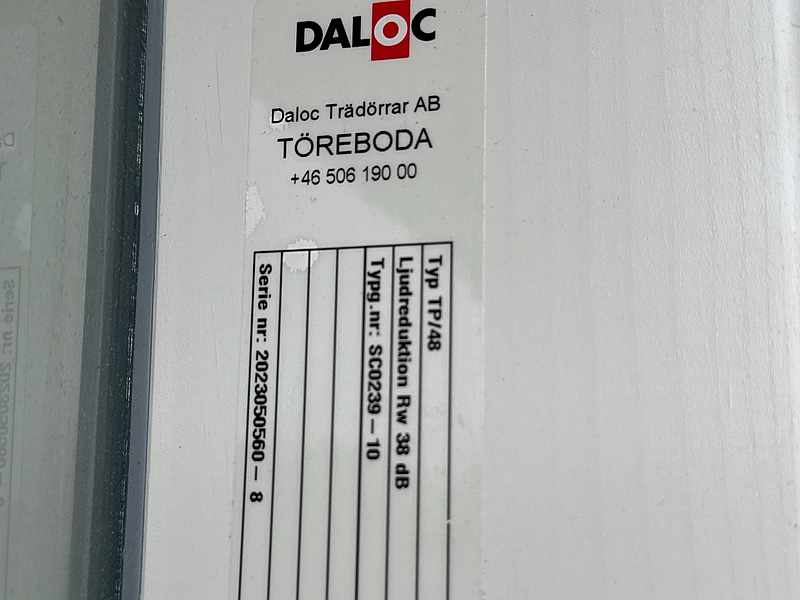 DALOC
Daloc Trädörrar AB
TÖREBODA
+46 506 190 00
Typ TP/48
Ljudreduktion Rw 38 dB
Typg.nr: SC0239 – 10
Serie nr: 2023050560 – 8